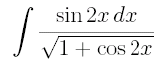 ∫ sin 2x dx / √(1 + cos 2x)